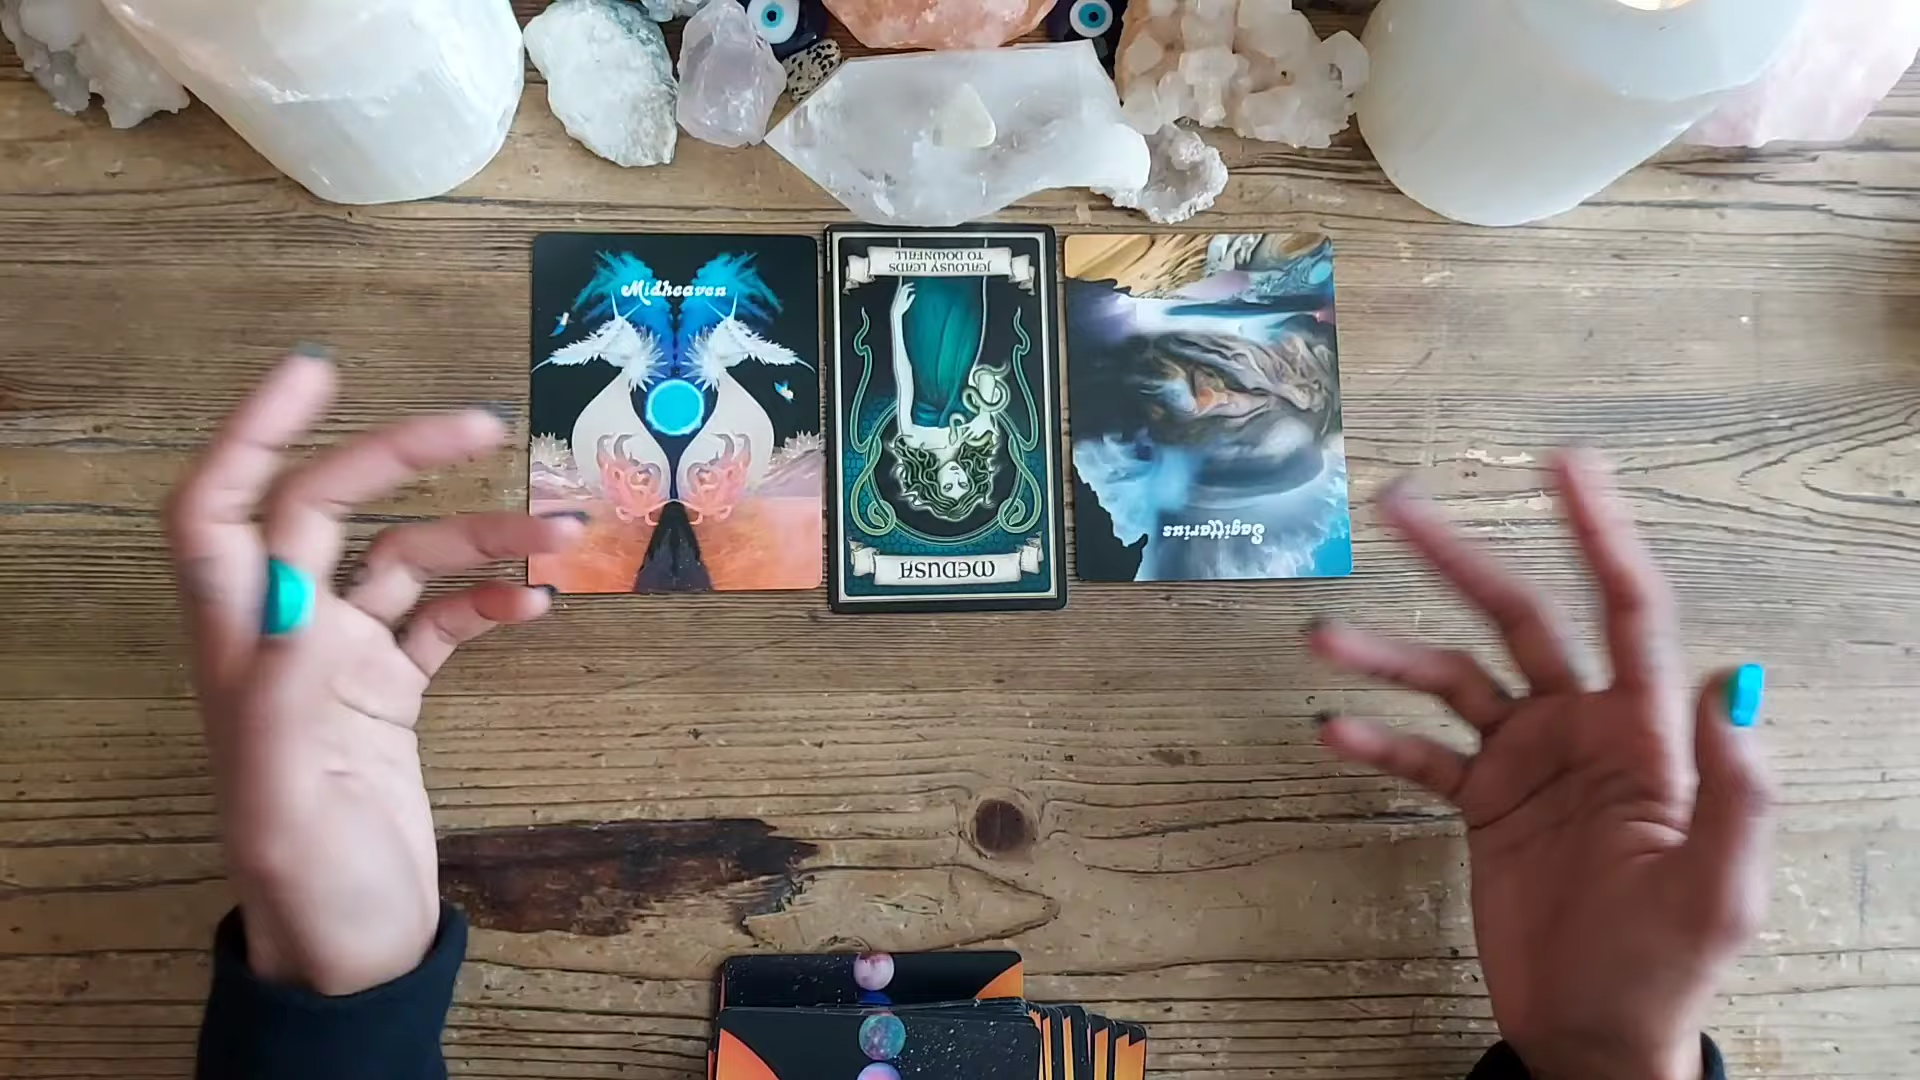 Midheaven
JEALOUSY LEADS
TO DOWNFALL
MEDUSA
Sagittarius